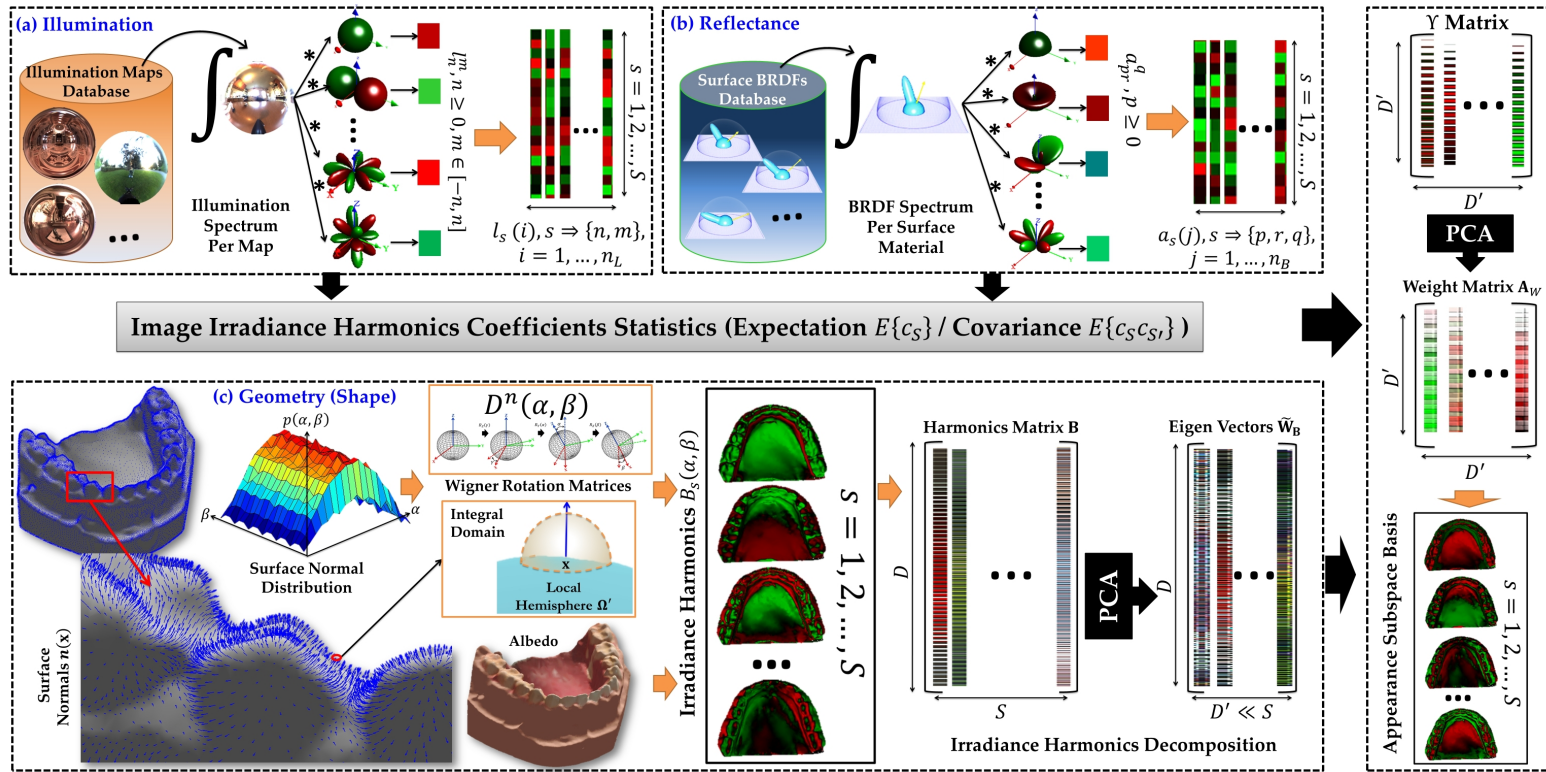 (a) Illumination
Illumination Maps
Database
Illumination
Spectrum
Per Map
* * * *
l_n^m, n ≥ 0, m ∈ [−n, n]
s = 1, 2, …, S
l_s (i), s ⇒ {n, m},
i = 1, …, n_L
(b) Reflectance
Surface BRDFs
Database
BRDF Spectrum
Per Surface
Material
* * * *
a_{pr}^q, p ≥ 0
s = 1, 2, …, S
a_s(j), s ⇒ {p, r, q},
j = 1, …, n_B
Image Irradiance Harmonics Coefficients Statistics (Expectation E{c_S} / Covariance E{c_S c_{S′}} )
(c) Geometry (Shape)
p(α, β)
β
α
Surface Normal
Distribution
Surface
Normals n(x)
D^n(α, β)
Wigner Rotation Matrices
Integral
Domain
x
Local
Hemisphere Ω′
Albedo
Irradiance Harmonics B_S(α, β)
s = 1, 2, …, S
Harmonics Matrix B
D
S
PCA
Eigen Vectors W̃_B
D
D′ ≪ S
Irradiance Harmonics Decomposition
ϒ Matrix
D′
D′
PCA
Weight Matrix A_W
D′
D′
Appearance Subspace Basis
s = 1, 2, …, S